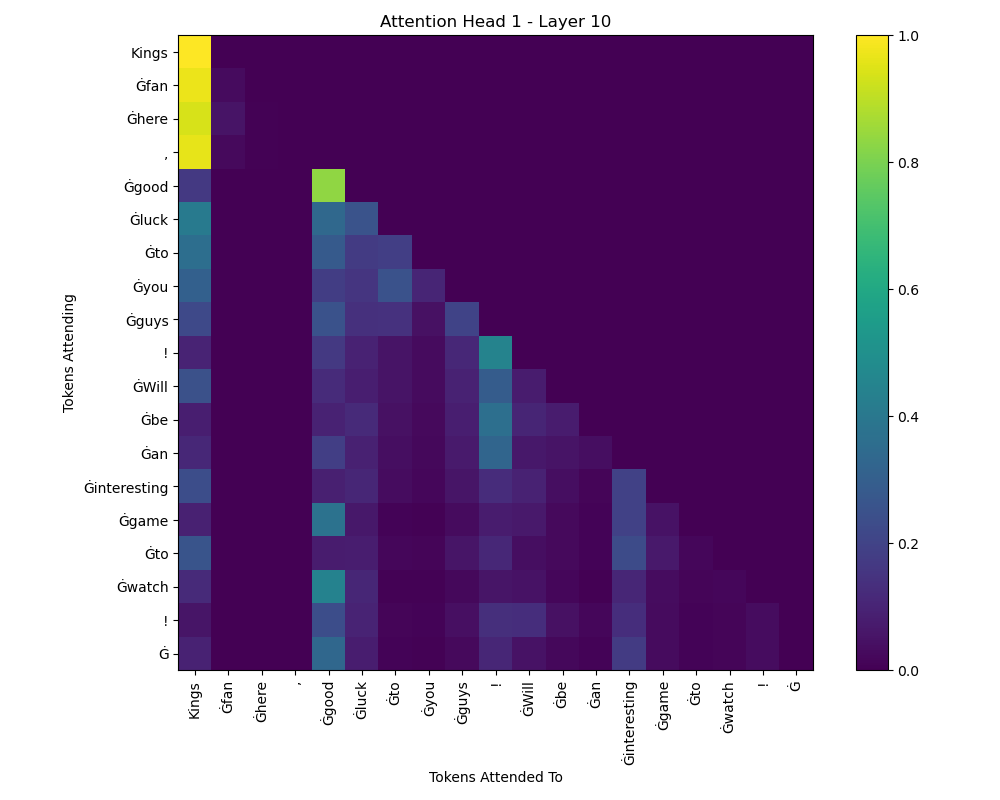 Attention Head 1 - Layer 10
Tokens Attending
Kings
Ġfan
Ġhere
,
Ġgood
Ġluck
Ġto
Ġyou
Ġguys
!
ĠWill
Ġbe
Ġan
Ġinteresting
Ġgame
Ġto
Ġwatch
!
Ġ
Kings
Ġfan
Ġhere
,
Ġgood
Ġluck
Ġto
Ġyou
Ġguys
!
ĠWill
Ġbe
Ġan
Ġinteresting
Ġgame
Ġto
Ġwatch
!
Ġ
Tokens Attended To
1.0
0.8
0.6
0.4
0.2
0.0